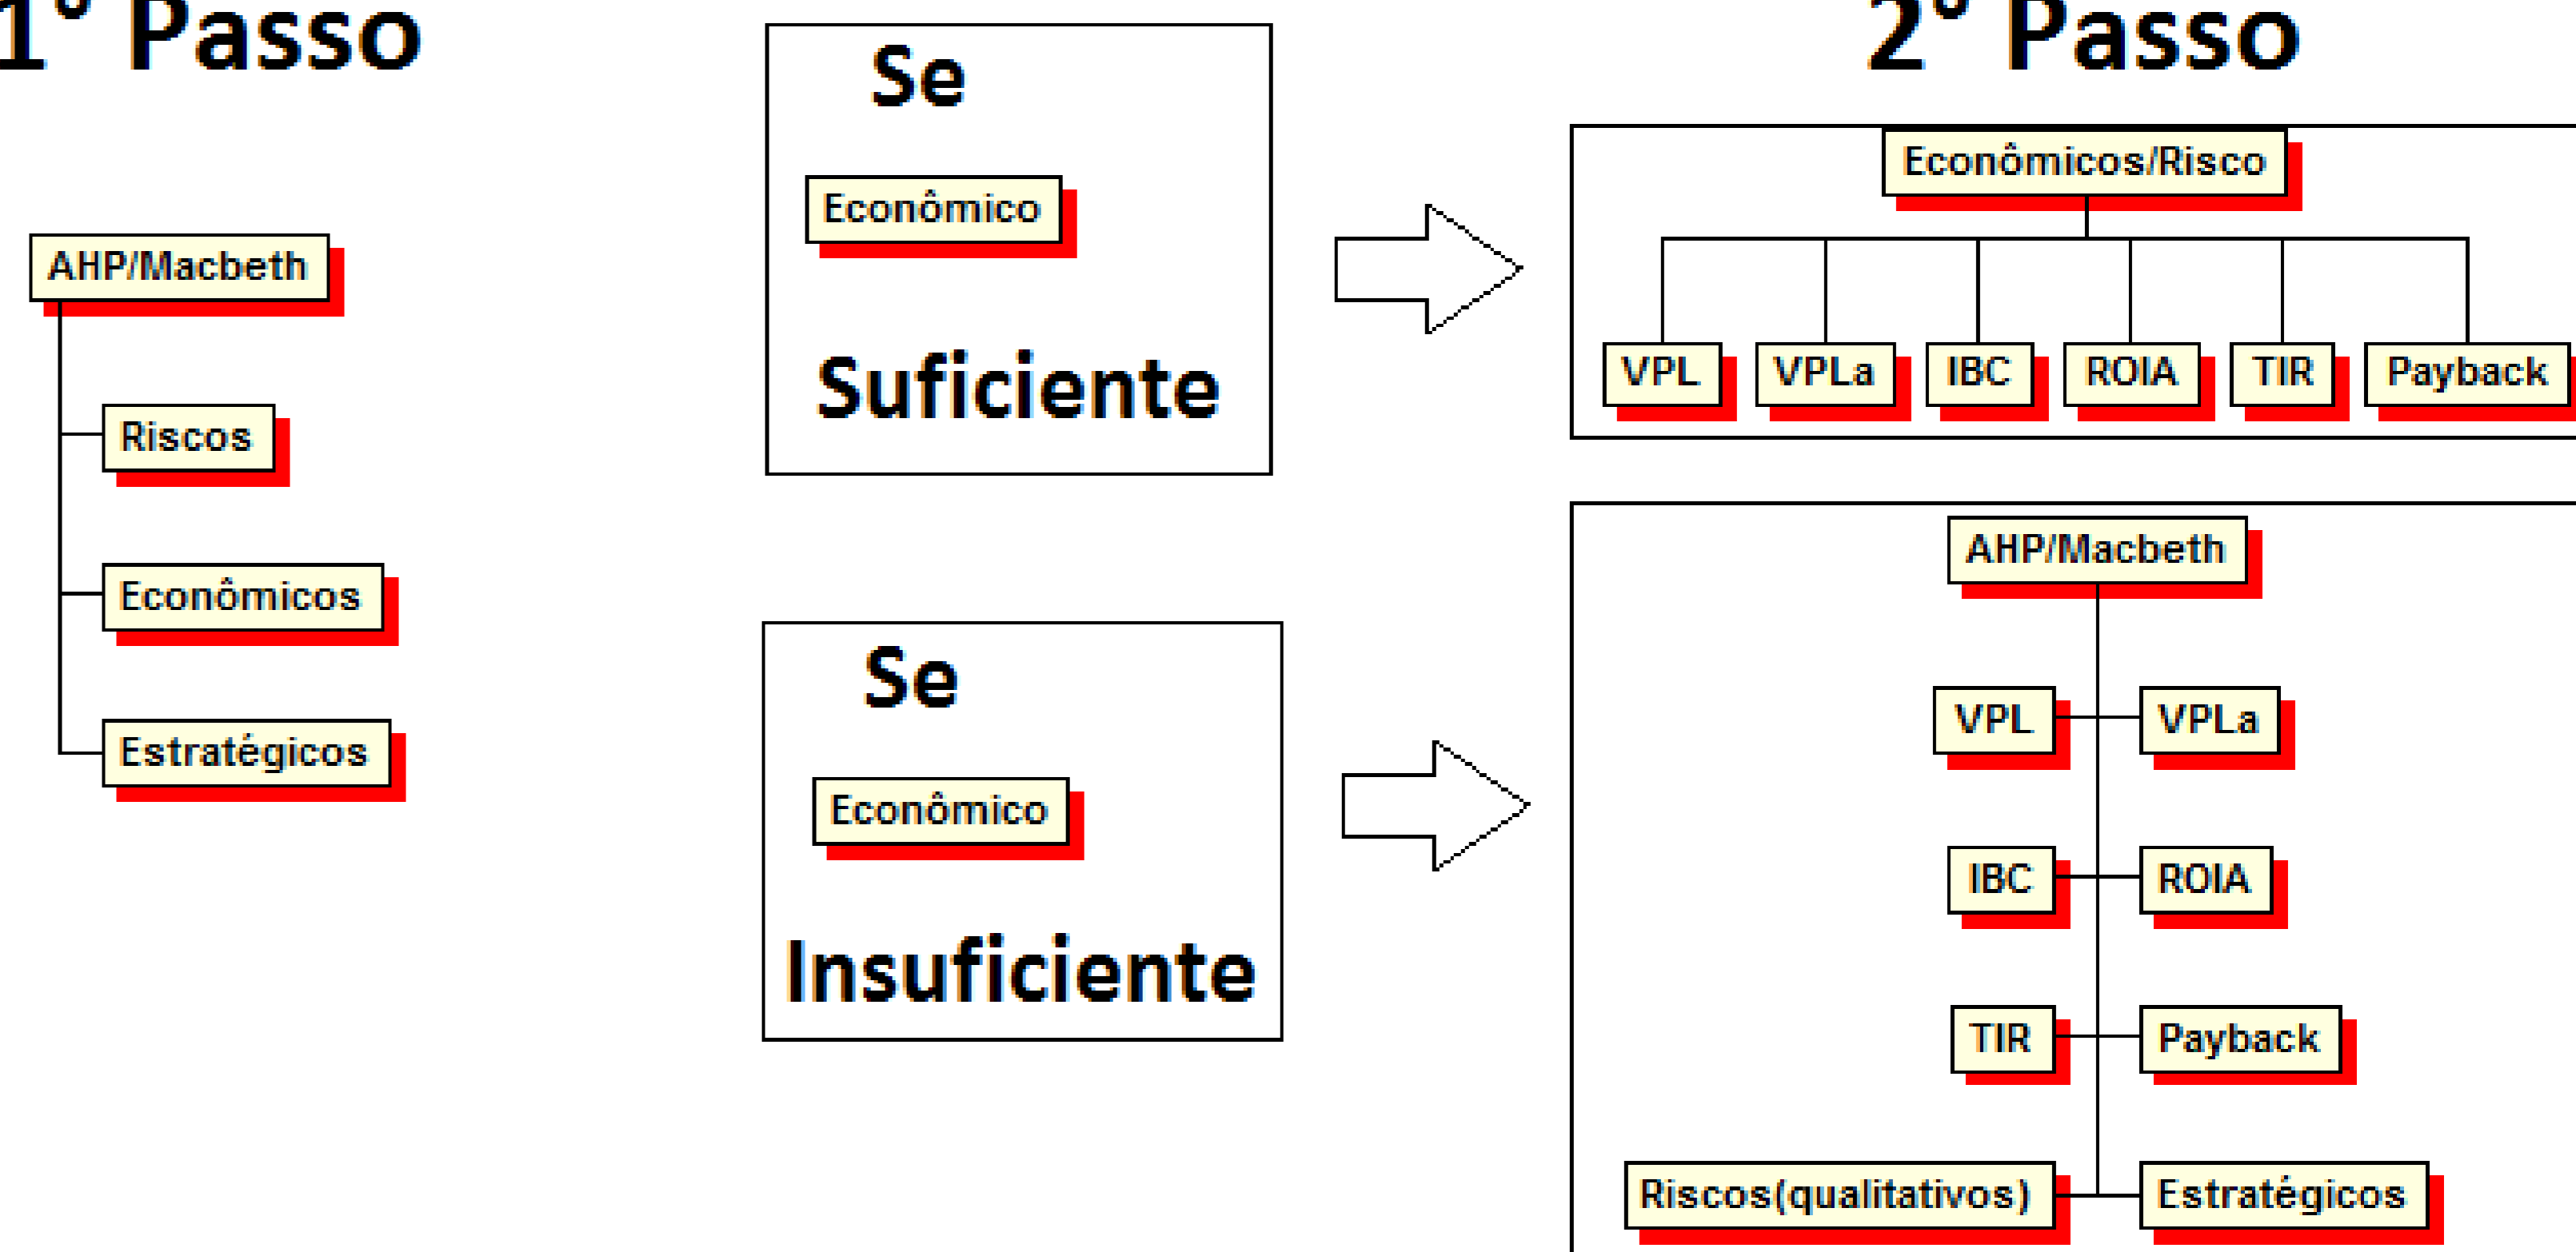 1° Passo
AHP/Macbeth
Riscos
Econômicos
Estratégicos
Se
Econômico
Suficiente
Se
Econômico
Insuficiente
2° Passo
Econômicos/Risco
VPL VPLa IBC ROIA TIR Payback
AHP/Macbeth
VPL VPLa
IBC ROIA
TIR Payback
Riscos(qualitativos) Estratégicos